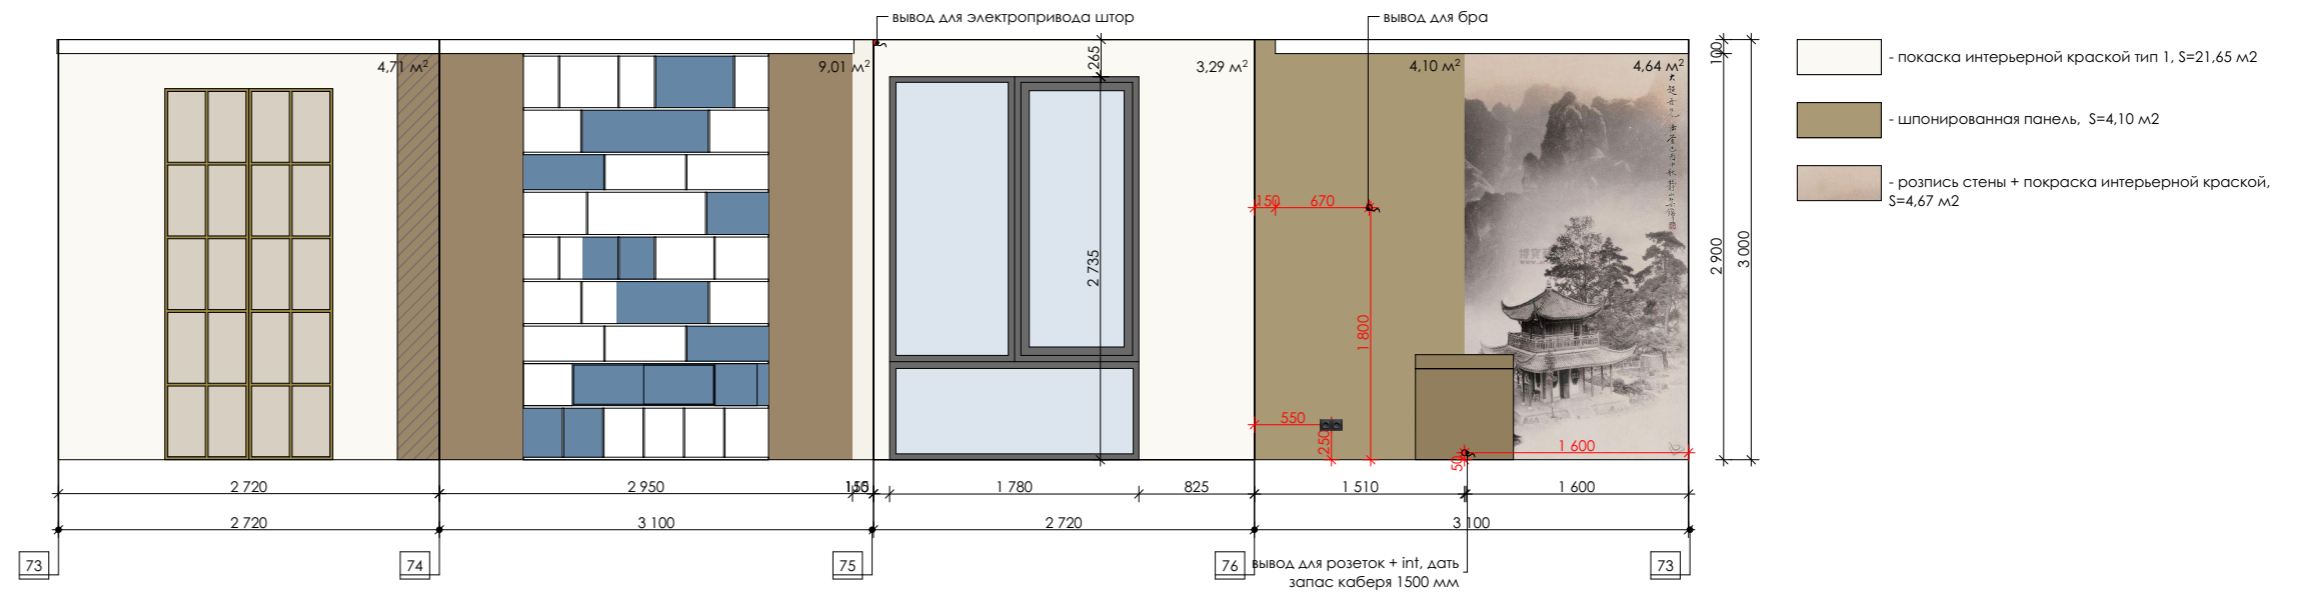 вывод для электропривода штор
вывод для бра
265
100
4,71 м²
9,01 м²
3,29 м²
4,10 м²
4,64 м²
- покаска интерьерной краской тип 1, S=21,65 м2
- шпонированная панель, S=4,10 м2
- розпись стены + покраска интерьерной краской,
S=4,67 м2
150
670
2 735
2 900
3 000
1 800
550
250
50
1 600
2 720
2 950
1 780
825
1 510
1 600
2 720
3 100
2 720
3 100
73
74
75
76
73
вывод для розеток + int, дать
запас каберя 1500 мм